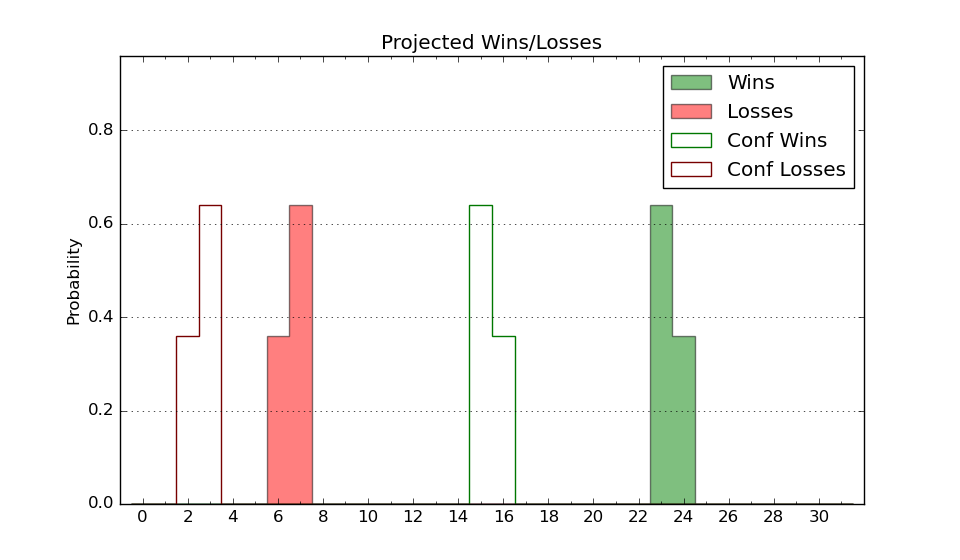 Projected Wins/Losses
Wins
Losses
Conf Wins
Conf Losses
Probability
0.8
0.6
0.4
0.2
0.0
0 2 4 6 8 10 12 14 16 18 20 22 24 26 28 30